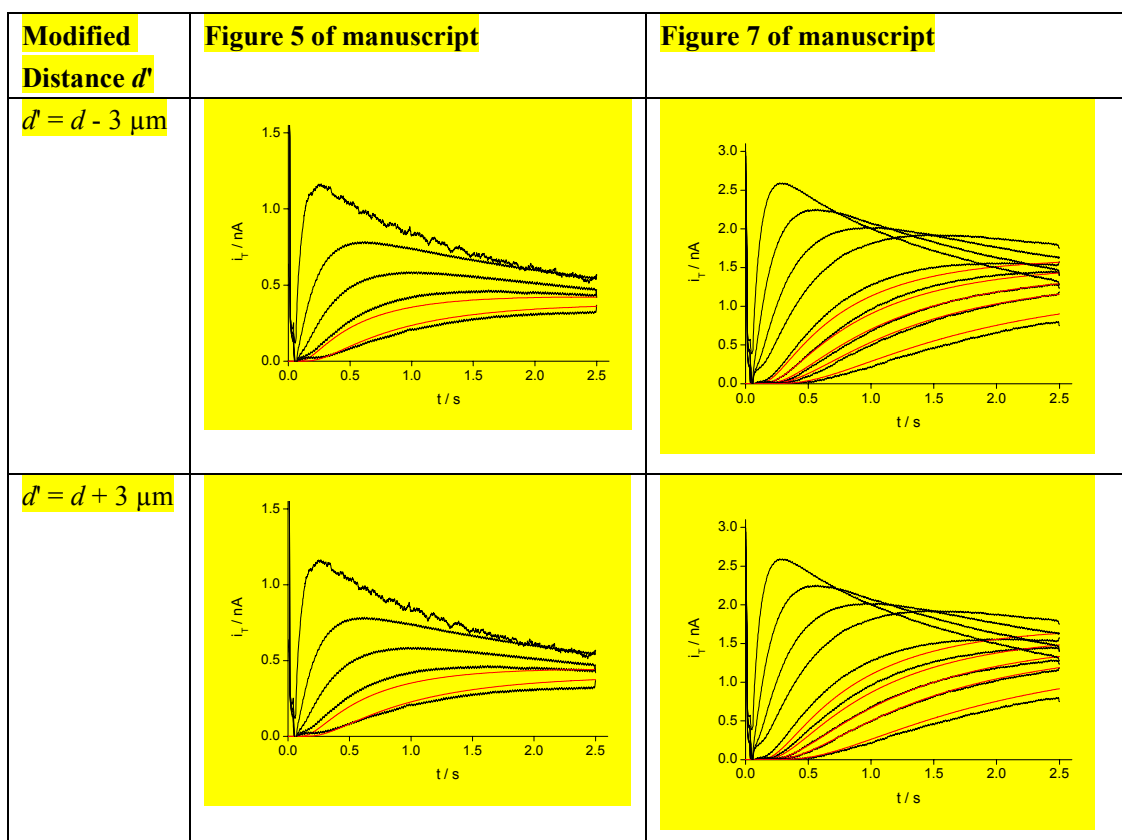 Modified
Distance d'
Figure 5 of manuscript
Figure 7 of manuscript
d' = d - 3 µm
1.5
1.0
0.5
0.0
iT / nA
0.0 0.5 1.0 1.5 2.0 2.5
t / s
3.0
2.5
2.0
1.5
1.0
0.5
0.0
iT / nA
0.0 0.5 1.0 1.5 2.0 2.5
t / s
d' = d + 3 µm
1.5
1.0
0.5
0.0
iT / nA
0.0 0.5 1.0 1.5 2.0 2.5
t / s
3.0
2.5
2.0
1.5
1.0
0.5
0.0
iT / nA
0.0 0.5 1.0 1.5 2.0 2.5
t / s